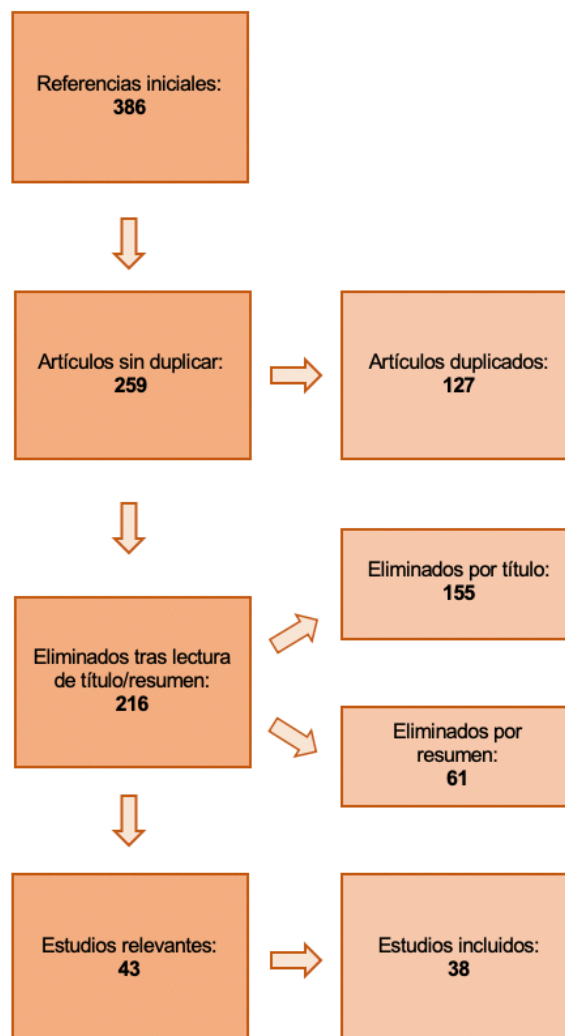 Referencias iniciales:
386
Artículos sin duplicar:
259
Artículos duplicados:
127
Eliminados por título:
155
Eliminados tras lectura
de título/resumen:
216
Eliminados por
resumen:
61
Estudios relevantes:
43
Estudios incluidos:
38